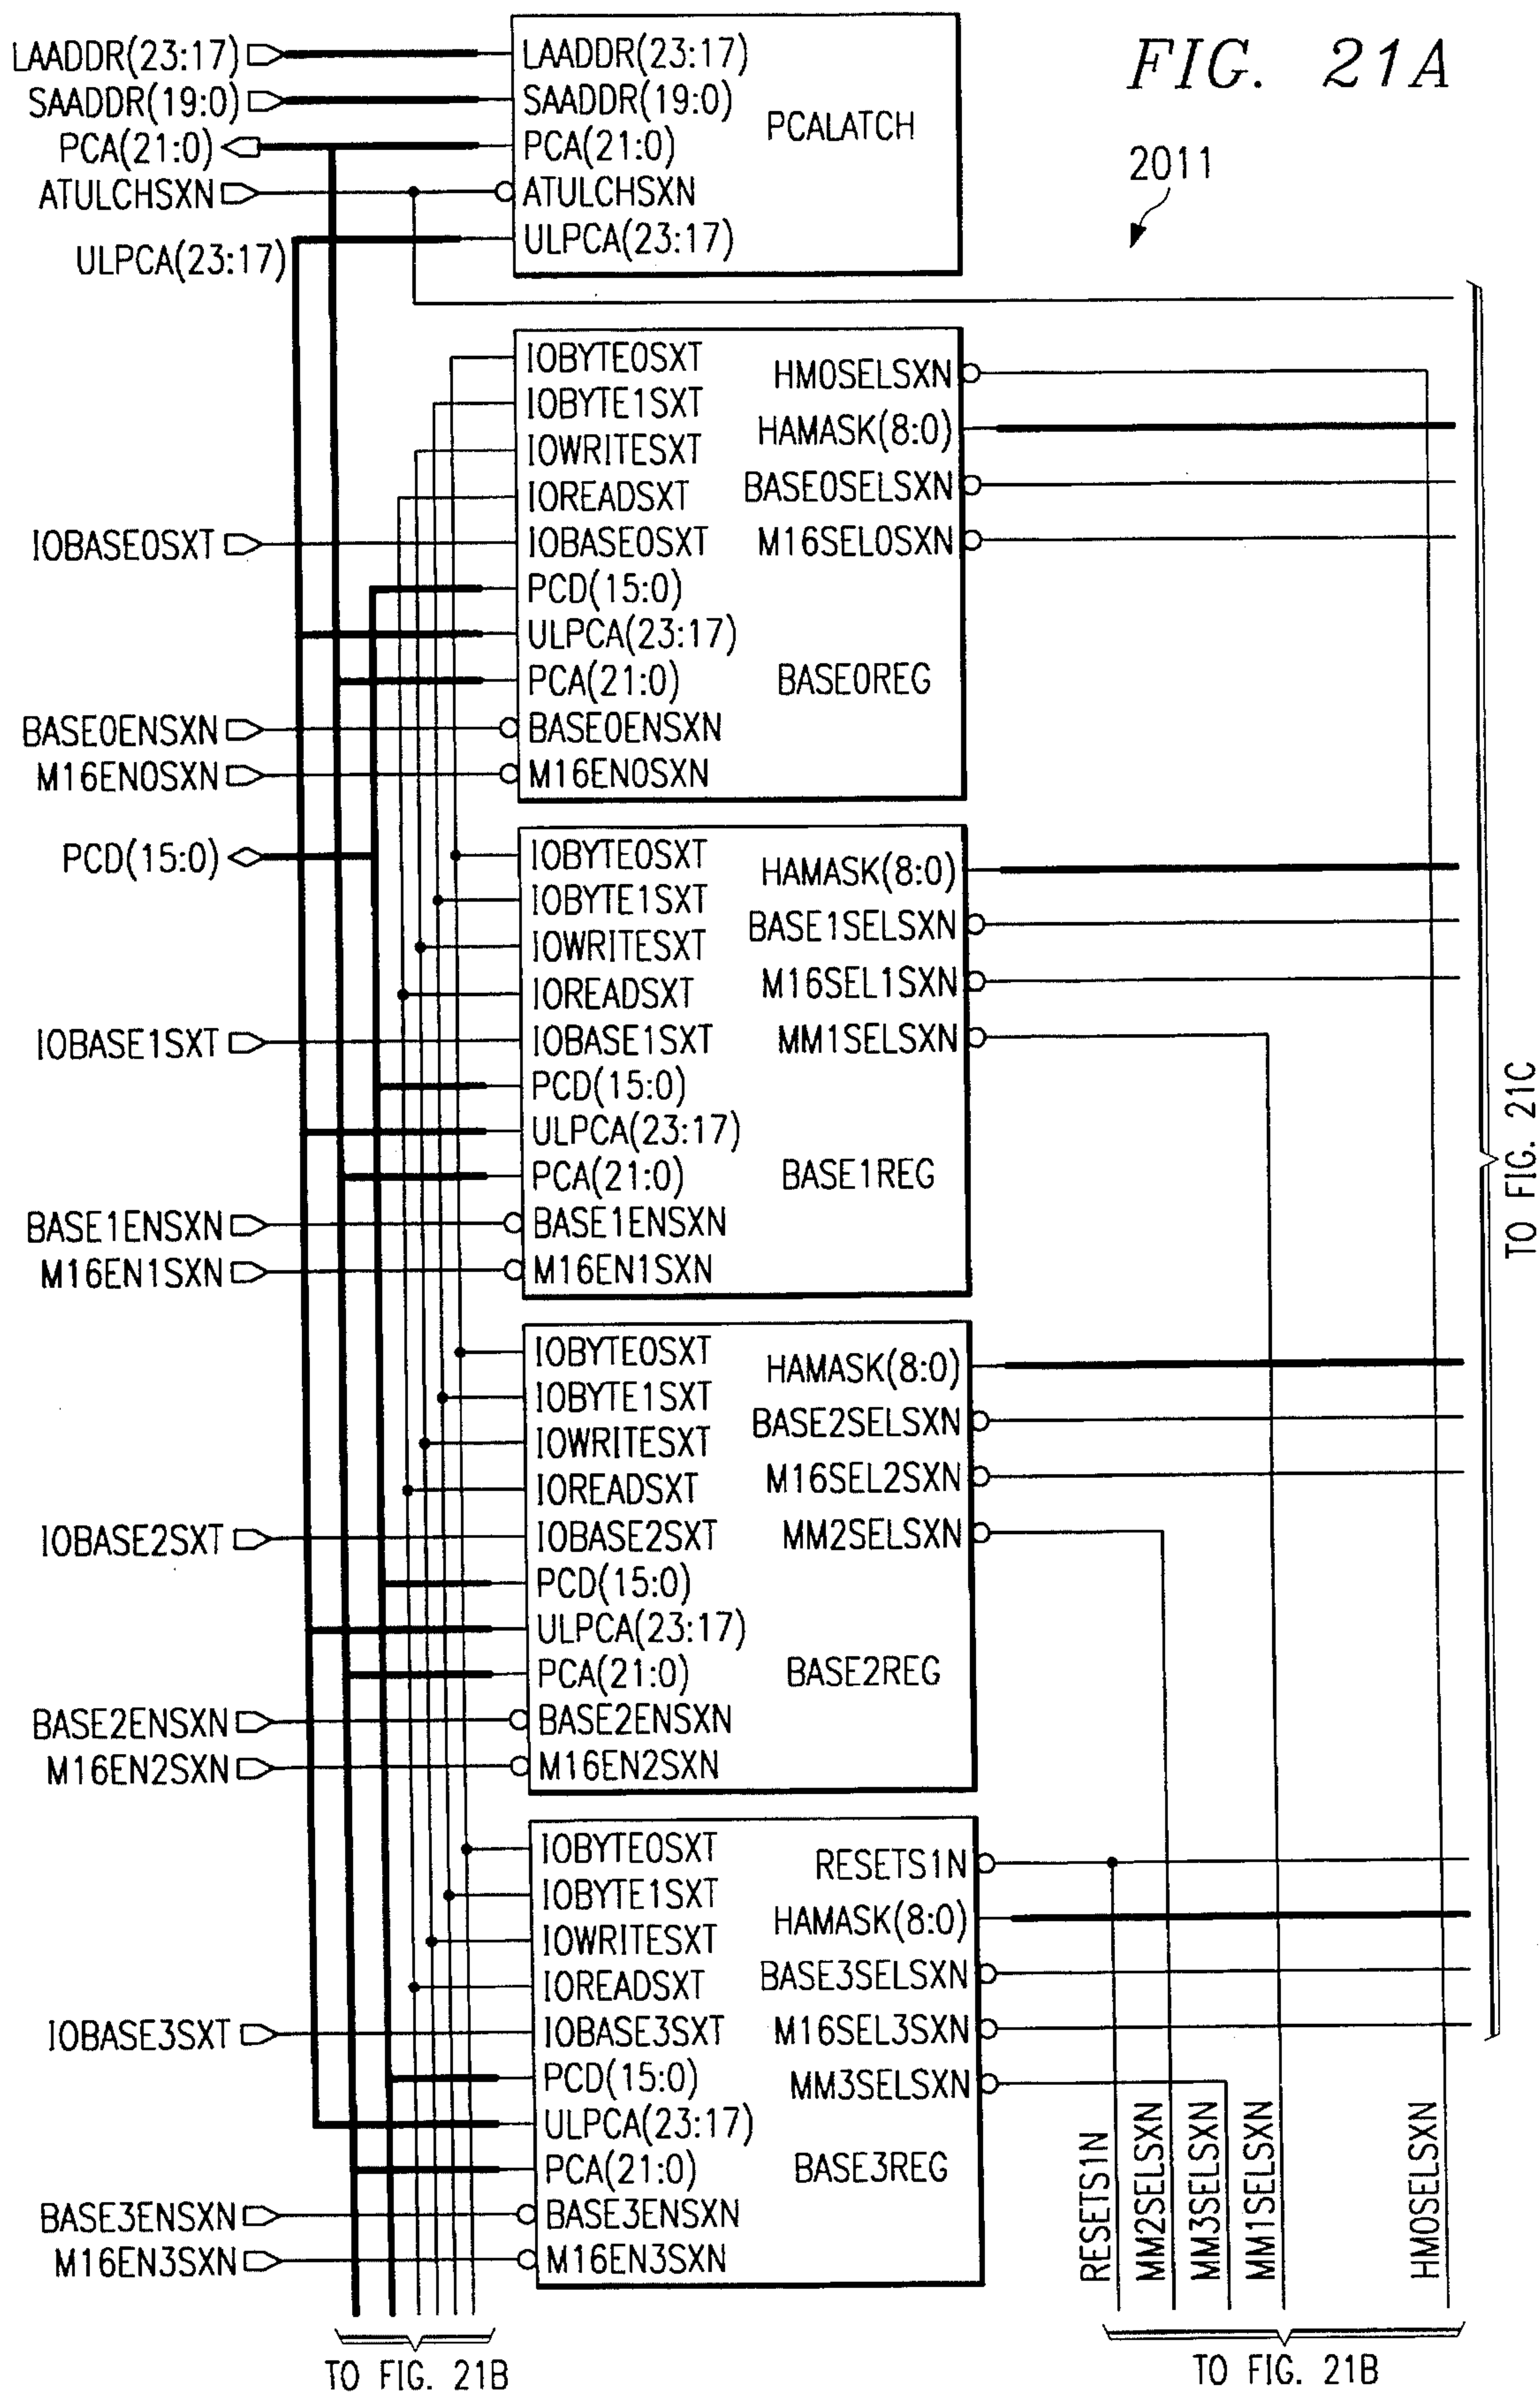 FIG. 21A
2011
LAADDR(23:17)
SAADDR(19:0)
PCA(21:0)
ATULCHSXN
ULPCA(23:17)
LAADDR(23:17)
SAADDR(19:0)
PCA(21:0)
ATULCHSXN
ULPCA(23:17)
PCALATCH
IOBASE0SXT
BASE0ENSXN
M16EN0SXN
IOBYTE0SXT
IOBYTE1SXT
IOWRITESXT
IOREADSXT
IOBASE0SXT
PCD(15:0)
ULPCA(23:17)
PCA(21:0)
BASE0ENSXN
M16EN0SXN
HM0SELSXN
HAMASK(8:0)
BASE0SELSXN
M16SEL0SXN
BASE0REG
PCD(15:0)
IOBASE1SXT
BASE1ENSXN
M16EN1SXN
IOBYTE0SXT
IOBYTE1SXT
IOWRITESXT
IOREADSXT
IOBASE1SXT
PCD(15:0)
ULPCA(23:17)
PCA(21:0)
BASE1ENSXN
M16EN1SXN
HAMASK(8:0)
BASE1SELSXN
M16SEL1SXN
MM1SELSXN
BASE1REG
TO FIG. 21C
IOBASE2SXT
BASE2ENSXN
M16EN2SXN
IOBYTE0SXT
IOBYTE1SXT
IOWRITESXT
IOREADSXT
IOBASE2SXT
PCD(15:0)
ULPCA(23:17)
PCA(21:0)
BASE2ENSXN
M16EN2SXN
HAMASK(8:0)
BASE2SELSXN
M16SEL2SXN
MM2SELSXN
BASE2REG
IOBASE3SXT
BASE3ENSXN
M16EN3SXN
IOBYTE0SXT
IOBYTE1SXT
IOWRITESXT
IOREADSXT
IOBASE3SXT
PCD(15:0)
ULPCA(23:17)
PCA(21:0)
BASE3ENSXN
M16EN3SXN
RESETS1N
HAMASK(8:0)
BASE3SELSXN
M16SEL3SXN
MM3SELSXN
BASE3REG
RESETS1N
MM2SELSXN
MM3SELSXN
MM1SELSXN
HM0SELSXN
TO FIG. 21B
TO FIG. 21B